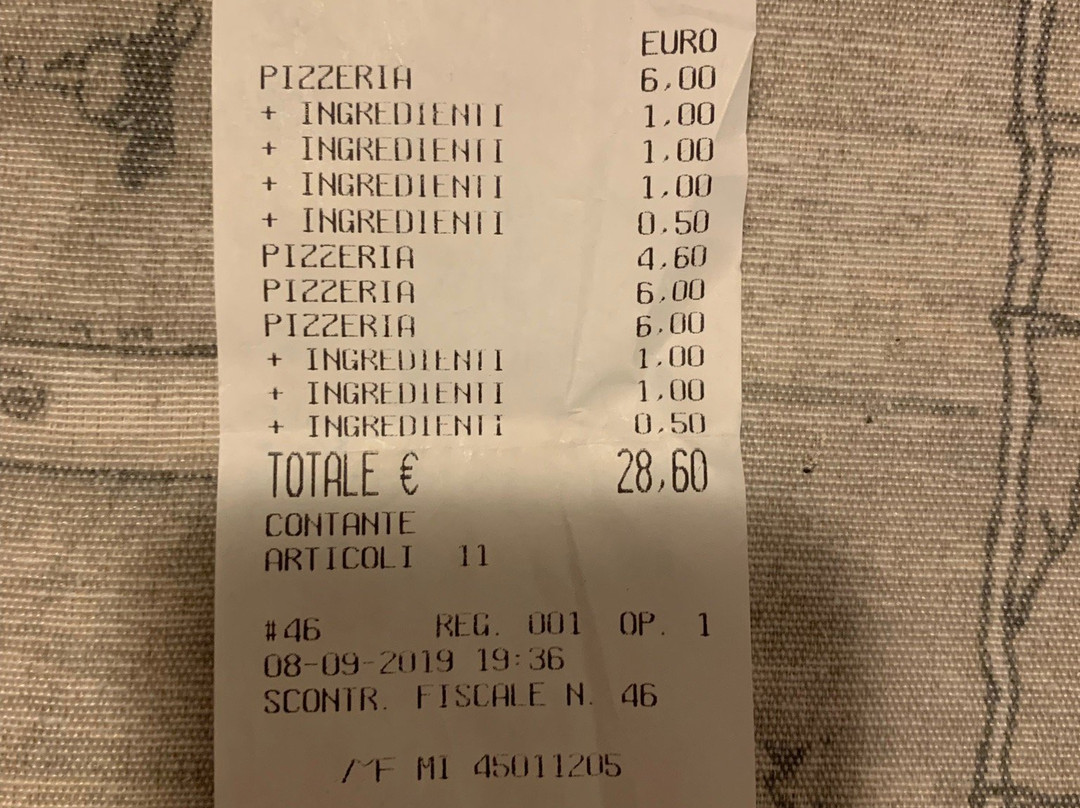 EURO
PIZZERIA 6,00
+ INGREDIENTI 1,00
+ INGREDIENTI 1,00
+ INGREDIENTI 1,00
+ INGREDIENTI 0,50
PIZZERIA 4,60
PIZZERIA 6,00
PIZZERIA 6,00
+ INGREDIENTI 1,00
+ INGREDIENTI 1,00
+ INGREDIENTI 0,50
TOTALE € 28,60
CONTANTE
ARTICOLI 11
#46 REG. 001 OP. 1
08-09-2019 19:36
SCONTR. FISCALE N. 46
MF MI 45011205